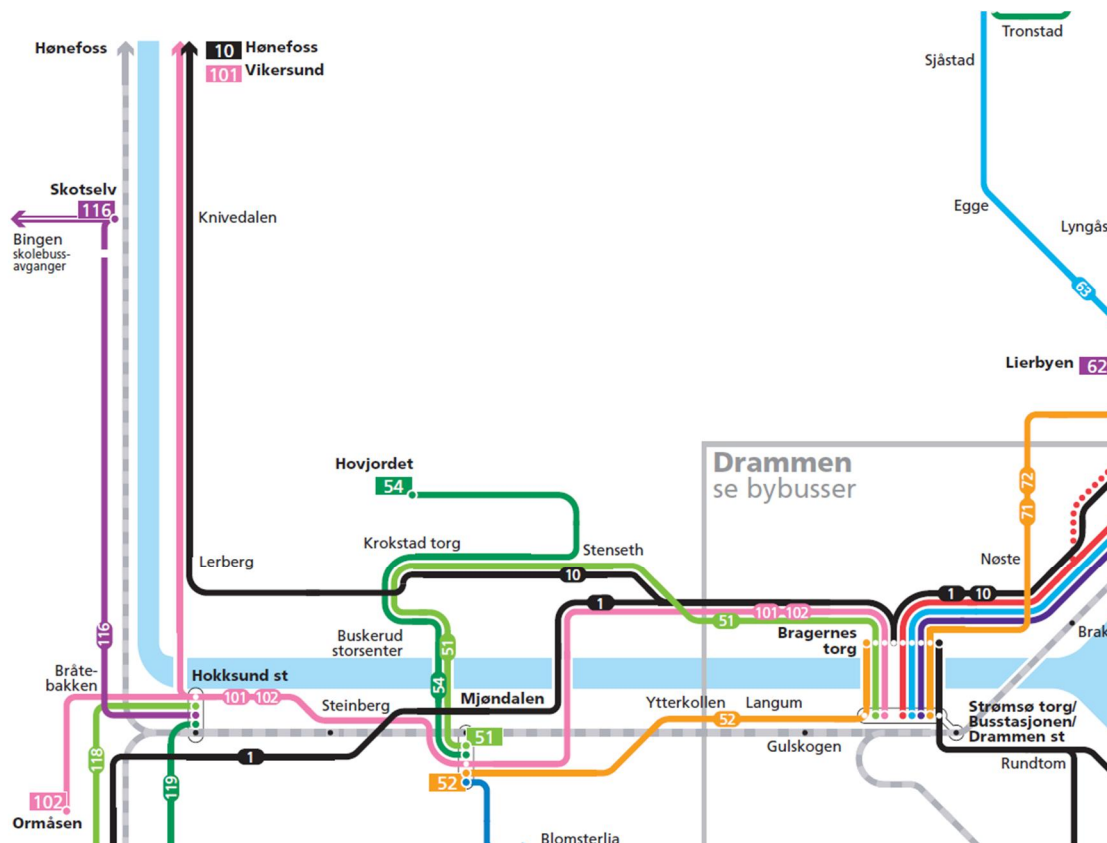 Hønefoss
10 Hønefoss
101 Vikersund
Tronstad
Sjåstad
Skotselv
116
Bingen
skolebuss-
avganger
Knivedalen
Egge
Lyngås
63
Lierbyen 62
Drammen
se bybusser
72
71
Hovjordet
54
Krokstad torg
Stenseth
Nøste
Lerberg
10
1
101 102
51
1 10
Bragernes
torg
Brak
116
Buskerud
storsenter
51
54
Bråte-
bakken
Hokksund st
101 102
Steinberg
Mjøndalen
Ytterkollen
Langum
52
Strømsø torg/
Busstasjonen/
Drammen st
51
Gulskogen
Rundtom
118
1
119
52
102
Ormåsen
Blomsterlia